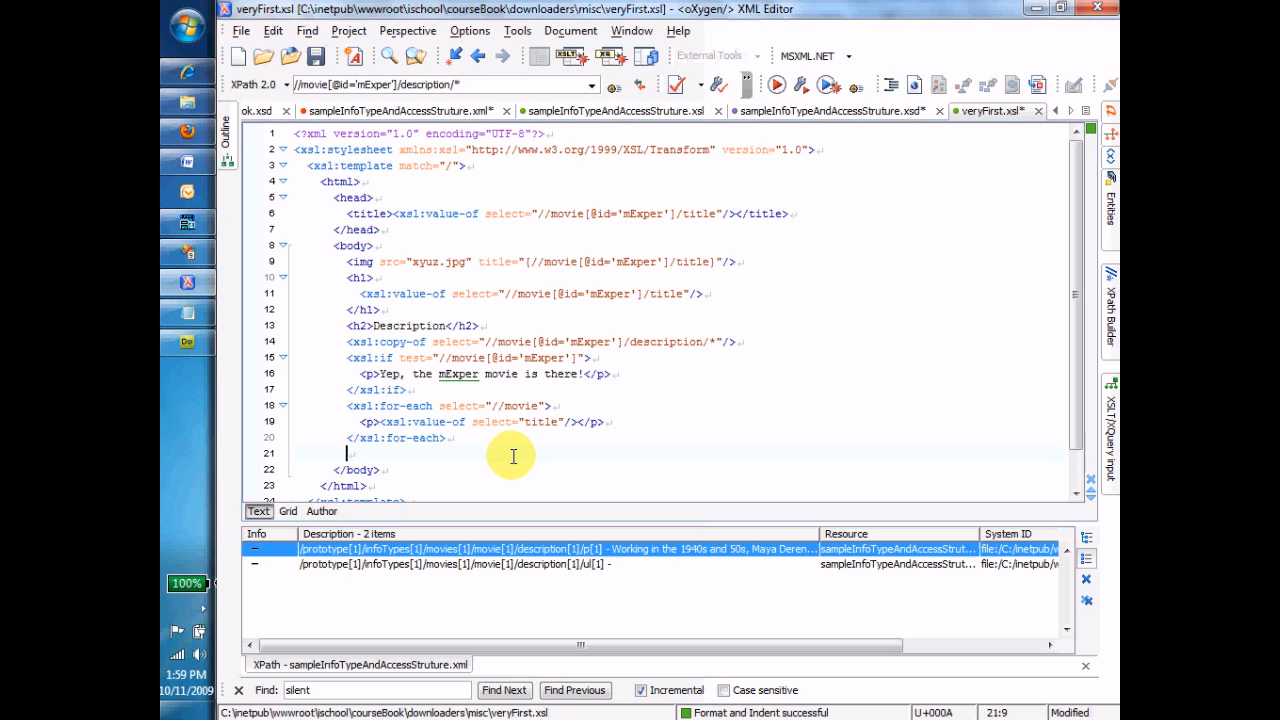 veryFirst.xsl [C:\inetpub\wwwroot\ischool\courseBook\downloaders\misc\veryFirst.xsl] - <oXygen/> XML Editor
File Edit Find Project Perspective Options Tools Document Window Help
External Tools MSXML.NET
XPath 2.0 //movie[@id='mExper']/description/*
ok.xsd sampleInfoTypeAndAccessStruture.xml* sampleInfoTypeAndAccessStruture.xsl sampleInfoTypeAndAccessStruture.xsd* veryFirst.xsl*
Outline
1 <?xml version="1.0" encoding="UTF-8"?>
2 <xsl:stylesheet xmlns:xsl="http://www.w3.org/1999/XSL/Transform" version="1.0">
3 <xsl:template match="/">
4 <html>
5 <head>
6 <title><xsl:value-of select="//movie[@id='mExper']/title"/></title>
7 </head>
8 <body>
9 <img src="xyuz.jpg" title="{//movie[@id='mExper']/title}"/>
10 <h1>
11 <xsl:value-of select="//movie[@id='mExper']/title"/>
12 </h1>
13 <h2>Description</h2>
14 <xsl:copy-of select="//movie[@id='mExper']/description/*"/>
15 <xsl:if test="//movie[@id='mExper']">
16 <p>Yep, the mExper movie is there!</p>
17 </xsl:if>
18 <xsl:for-each select="//movie">
19 <p><xsl:value-of select="title"/></p>
20 </xsl:for-each>
21
22 </body>
23 </html>
24 </xsl:template>
Entities
XPath Builder
XSLT/XQuery input
Text Grid Author
Info Description - 2 items Resource System ID
/prototype[1]/infoTypes[1]/movies[1]/movie[1]/description[1]/p[1] - Working in the 1940s and 50s, Maya Deren... sampleInfoTypeAndAccessStrut... file:/C:/inetpub/w
/prototype[1]/infoTypes[1]/movies[1]/movie[1]/description[1]/ul[1] - sampleInfoTypeAndAccessStrut... file:/C:/inetpub/w
XPath - sampleInfoTypeAndAccessStruture.xml
Find: silent Find Next Find Previous Incremental Case sensitive
C:\inetpub\wwwroot\ischool\courseBook\downloaders\misc\veryFirst.xsl Format and Indent successful U+000A 21:9 Modified
100%
1:59 PM
10/11/2009